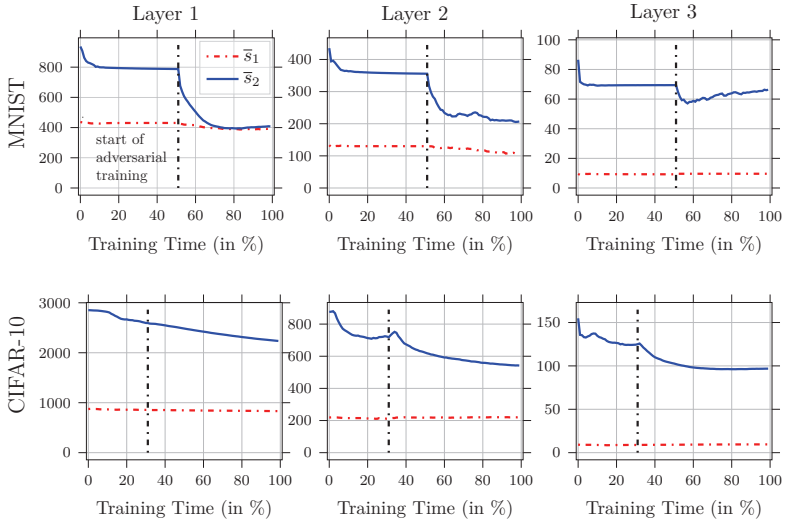 Layer 1
Layer 2
Layer 3
MNIST
800
600
400
200
0
0 20 40 60 80 100
start of
adversarial
training
s̅₁
s̅₂
Training Time (in %)
400
300
200
100
0
0 20 40 60 80 100
Training Time (in %)
100
80
60
40
20
0
0 20 40 60 80 100
Training Time (in %)
CIFAR-10
3000
2000
1000
0
0 20 40 60 80 100
Training Time (in %)
800
600
400
200
0
0 20 40 60 80 100
Training Time (in %)
150
100
50
0
0 20 40 60 80 100
Training Time (in %)